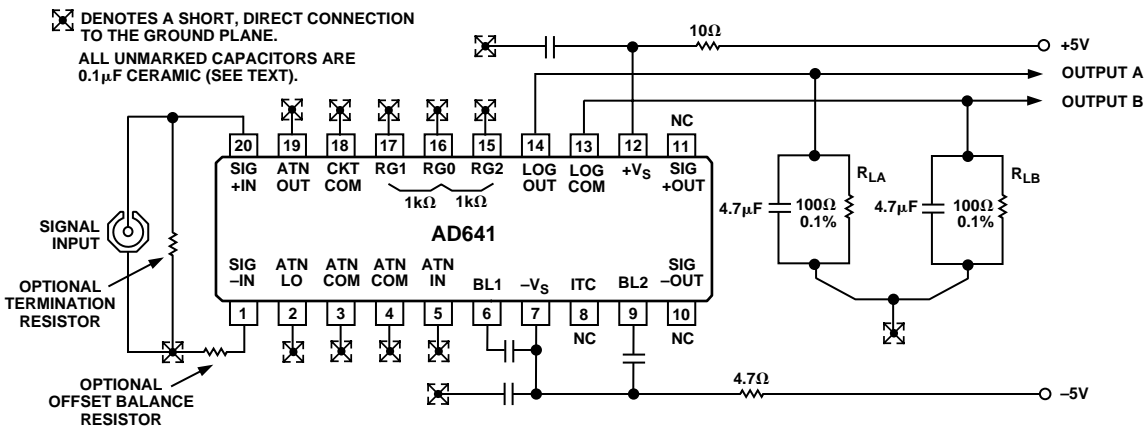 DENOTES A SHORT, DIRECT CONNECTION
TO THE GROUND PLANE.
ALL UNMARKED CAPACITORS ARE
0.1μF CERAMIC (SEE TEXT).
10Ω
+5V
OUTPUT A
OUTPUT B
NC
20 19 18 17 16 15 14 13 12 11
SIG +IN
ATN OUT
CKT COM
RG1
RG0
RG2
LOG OUT
LOG COM
+VS
SIG +OUT
1kΩ 1kΩ
AD641
SIGNAL
INPUT
OPTIONAL
TERMINATION
RESISTOR
SIG –IN
ATN LO
ATN COM
ATN COM
ATN IN
BL1
–VS
ITC
BL2
SIG –OUT
1 2 3 4 5 6 7 8 9 10
NC
NC
OPTIONAL
OFFSET BALANCE
RESISTOR
4.7Ω
–5V
RLA
4.7μF
100Ω
0.1%
RLB
4.7μF
100Ω
0.1%